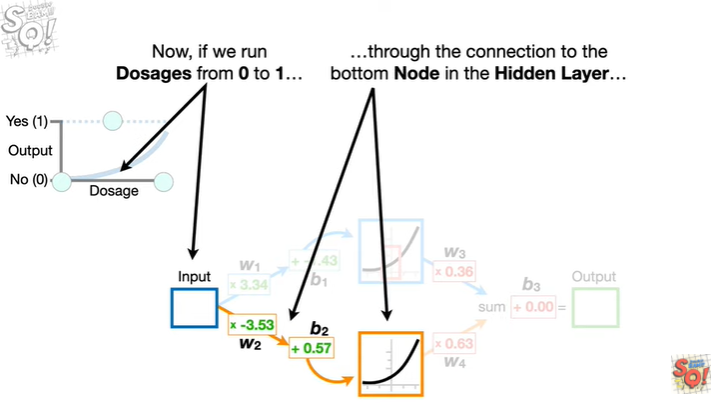 Now, if we run
Dosages from 0 to 1…
…through the connection to the
bottom Node in the Hidden Layer…
Yes (1)
Output
No (0)
Dosage
Input
w1
x 3.34
b1
w2
x -3.53
b2
+ 0.57
w3
x 0.36
w4
x 0.63
sum
b3
+ 0.00
=
Output
SQ!